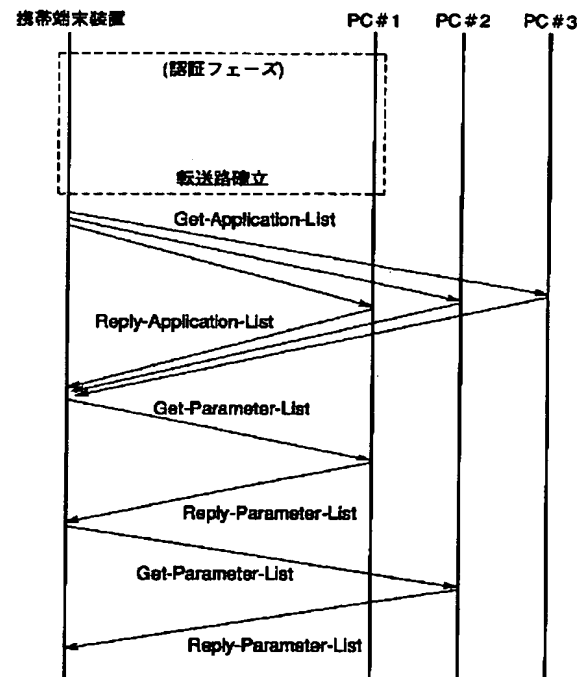 携帯端末装置 PC#1 PC#2 PC#3
(認証フェーズ)
転送路確立
Get-Application-List
Reply-Application-List
Get-Parameter-List
Reply-Parameter-List
Get-Parameter-List
Reply-Parameter-List